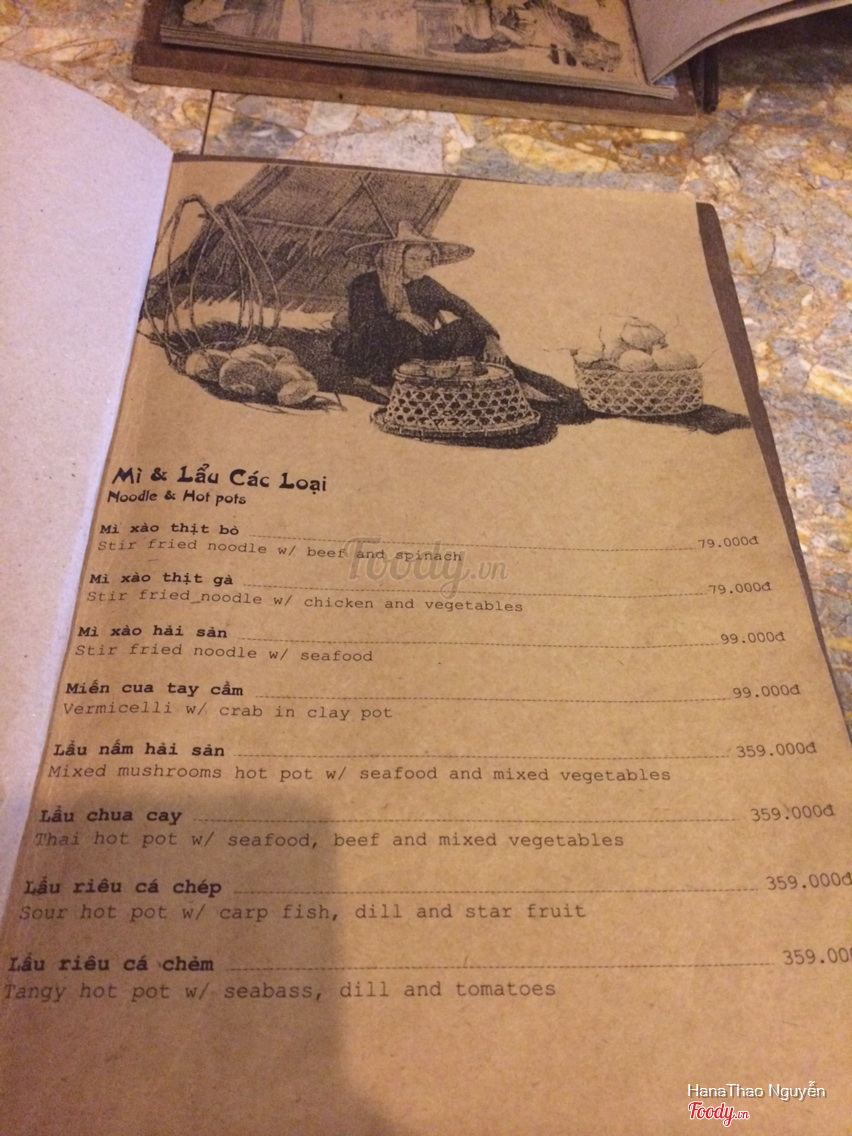 Mì & Lẩu Các Loại
Noodle & Hot pots
Mì xào thịt bò 79.000đ
Stir fried noodle w/ beef and spinach
Foody.vn
Mì xào thịt gà 79.000đ
Stir fried noodle w/ chicken and vegetables
Mì xào hải sản 99.000đ
Stir fried noodle w/ seafood
Miến cua tay cầm 99.000đ
Vermicelli w/ crab in clay pot
Lẩu nấm hải sản 359.000đ
Mixed mushrooms hot pot w/ seafood and mixed vegetables
Lẩu chua cay 359.000đ
Thai hot pot w/ seafood, beef and mixed vegetables
Lẩu riêu cá chép 359.000đ
Sour hot pot w/ carp fish, dill and star fruit
Lẩu riêu cá chẻm 359.00
Tangy hot pot w/ seabass, dill and tomatoes
HanaThao Nguyễn
Foody.vn